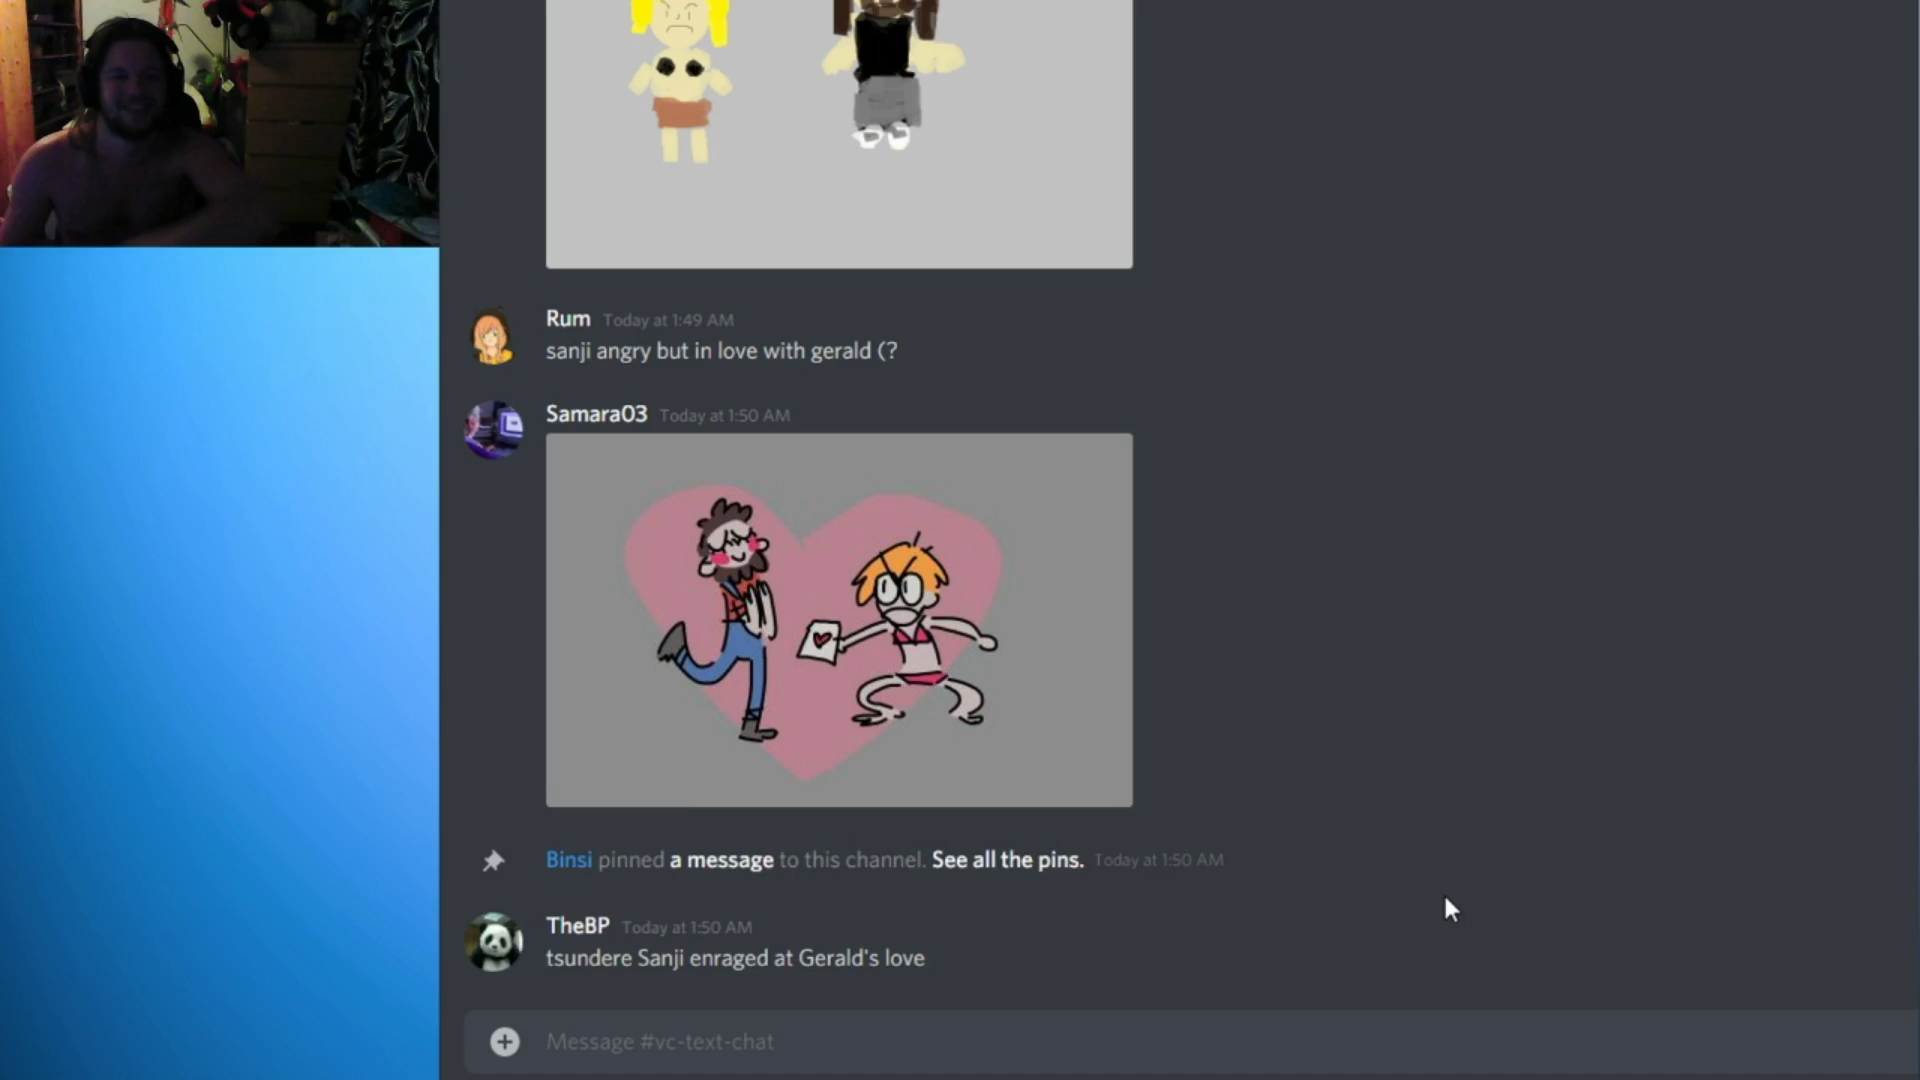 Rum Today at 1:49 AM
sanji angry but in love with gerald (?
Samara03 Today at 1:50 AM
Binsi pinned a message to this channel. See all the pins. Today at 1:50 AM
TheBP Today at 1:50 AM
tsundere Sanji enraged at Gerald's love
Message #vc-text-chat